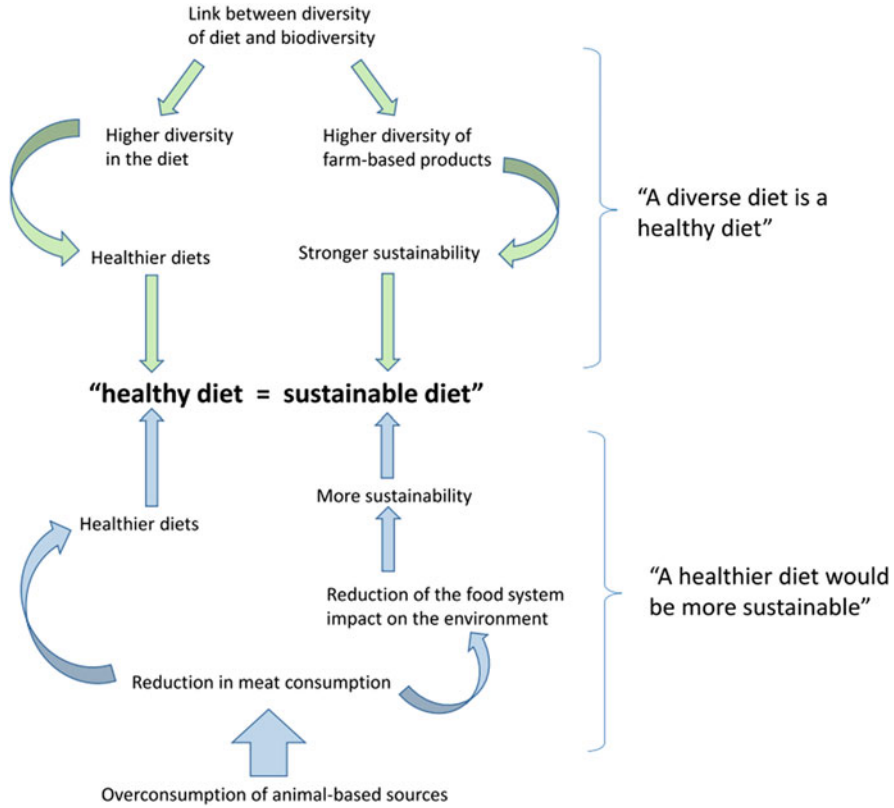 Link between diversity
of diet and biodiversity
Higher diversity
in the diet
Higher diversity of
farm-based products
“A diverse diet is a
healthy diet”
Healthier diets
Stronger sustainability
“healthy diet = sustainable diet”
More sustainability
Healthier diets
“A healthier diet would
be more sustainable”
Reduction of the food system
impact on the environment
Reduction in meat consumption
Overconsumption of animal-based sources